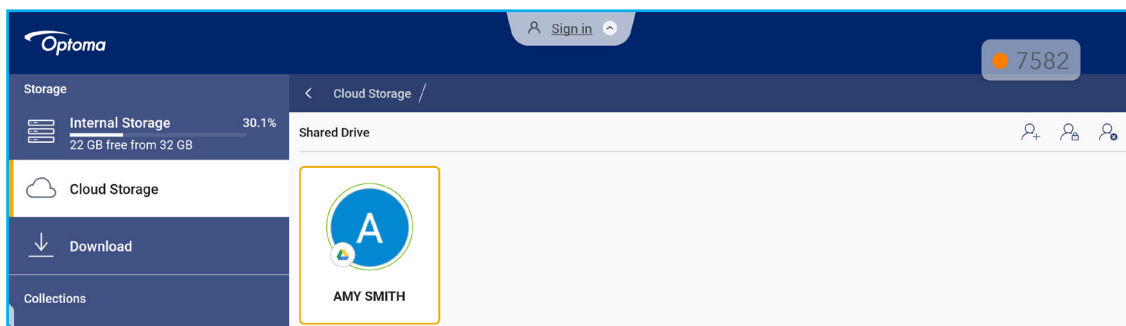 Sign in
Optoma
7582
Storage
Cloud Storage /
Internal Storage 30.1%
22 GB free from 32 GB
Shared Drive
Cloud Storage
A
Download
AMY SMITH
Collections